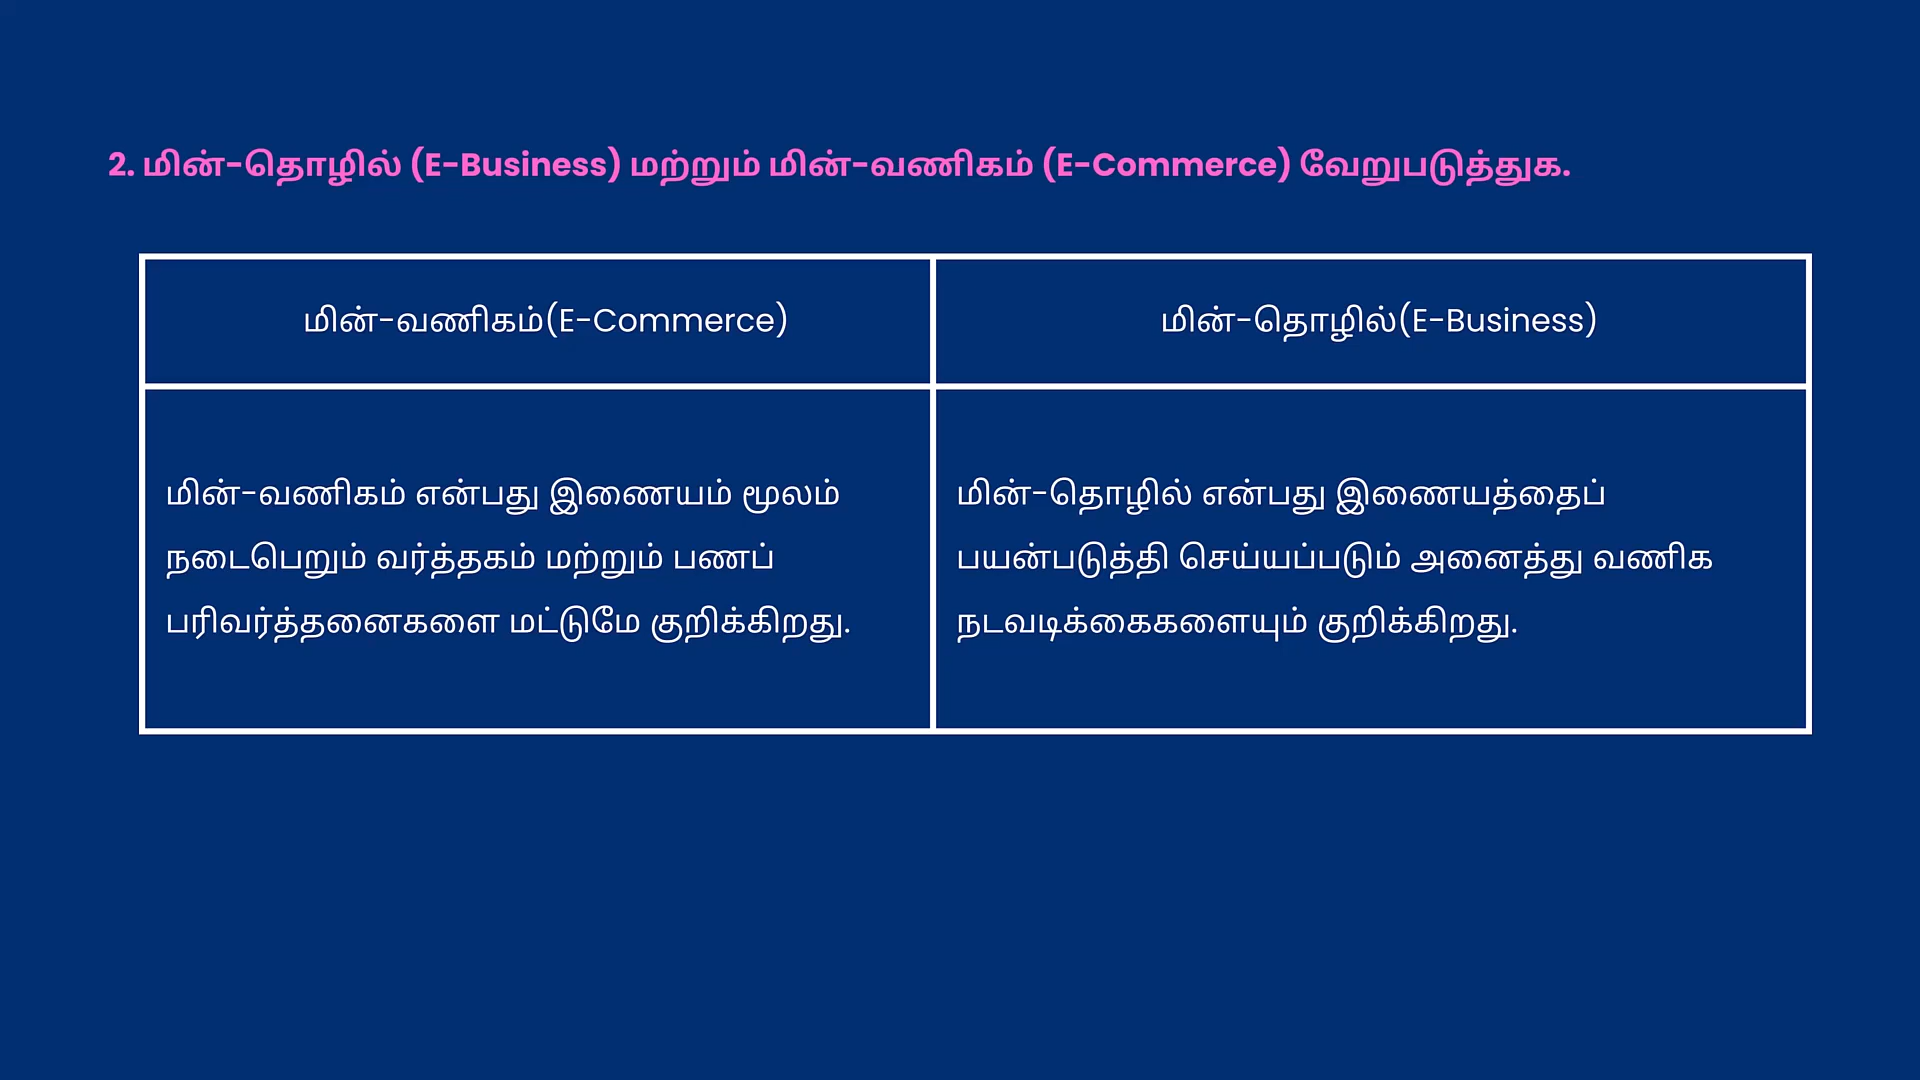 2. மின்-தொழில் (E-Business) மற்றும் மின்-வணிகம் (E-Commerce) வேறுபடுத்துக.
மின்-வணிகம்(E-Commerce)
மின்-தொழில்(E-Business)
மின்-வணிகம் என்பது இணையம் மூலம்
நடைபெறும் வர்த்தகம் மற்றும் பணப்
பரிவர்த்தனைகளை மட்டுமே குறிக்கிறது.
மின்-தொழில் என்பது இணையத்தைப்
பயன்படுத்தி செய்யப்படும் அனைத்து வணிக
நடவடிக்கைகளையும் குறிக்கிறது.